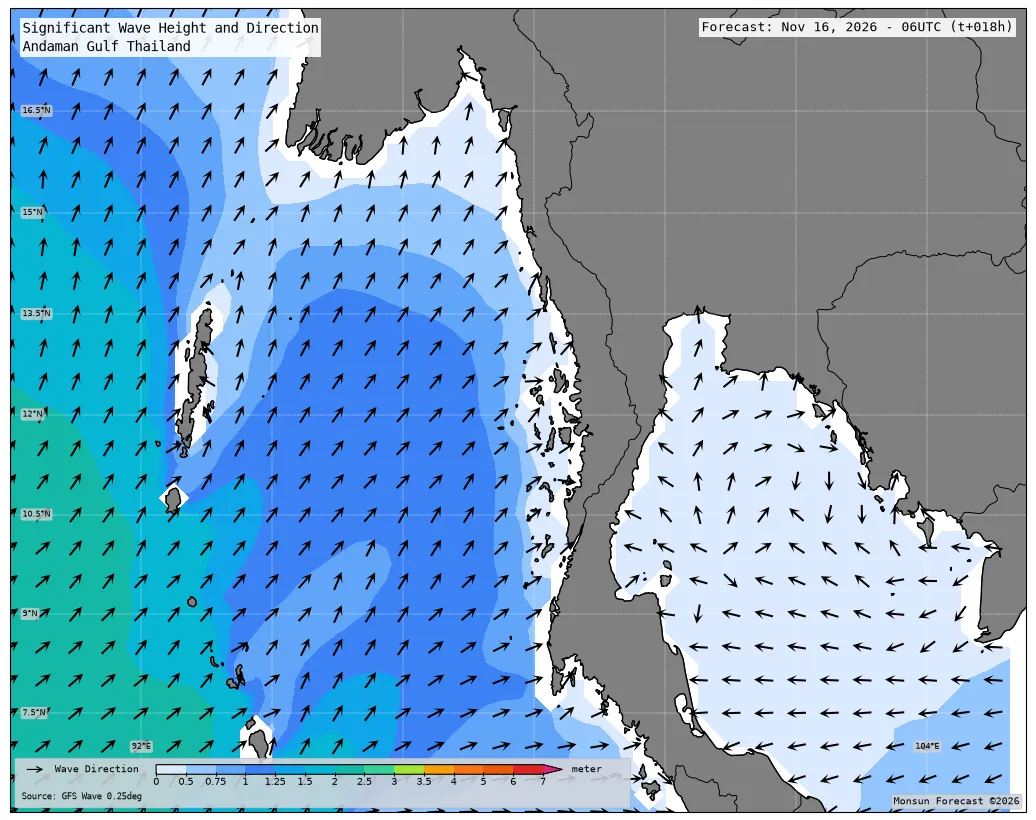 Significant Wave Height and Direction
Andaman Gulf Thailand
Forecast: Nov 16, 2026 - 06UTC (t+018h)
16.5°N
15°N
13.5°N
12°N
10.5°N
9°N
7.5°N
92°E
104°E
Wave Direction
0 0.5 0.75 1 1.25 1.5 2 2.5 3 3.5 4 5 6 7
meter
Source: GFS Wave 0.25deg
Monsun Forecast ©2026